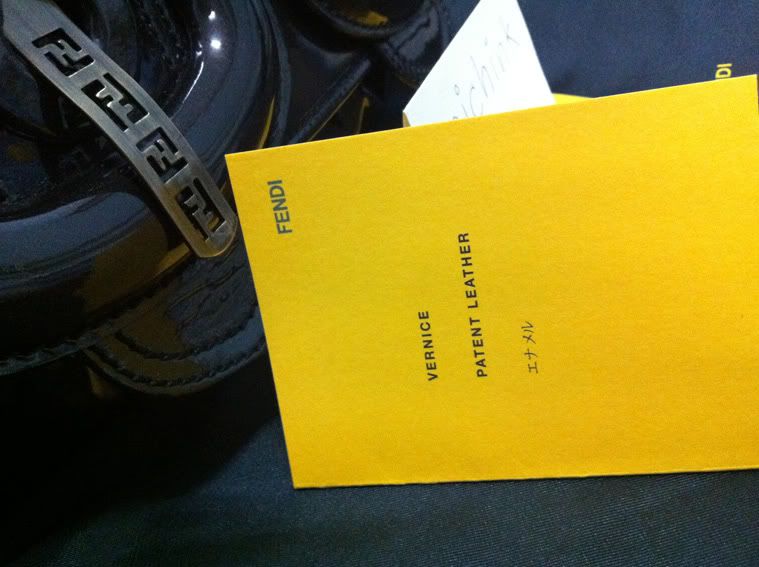 FENDI
VERNICE
PATENT LEATHER
エナメル